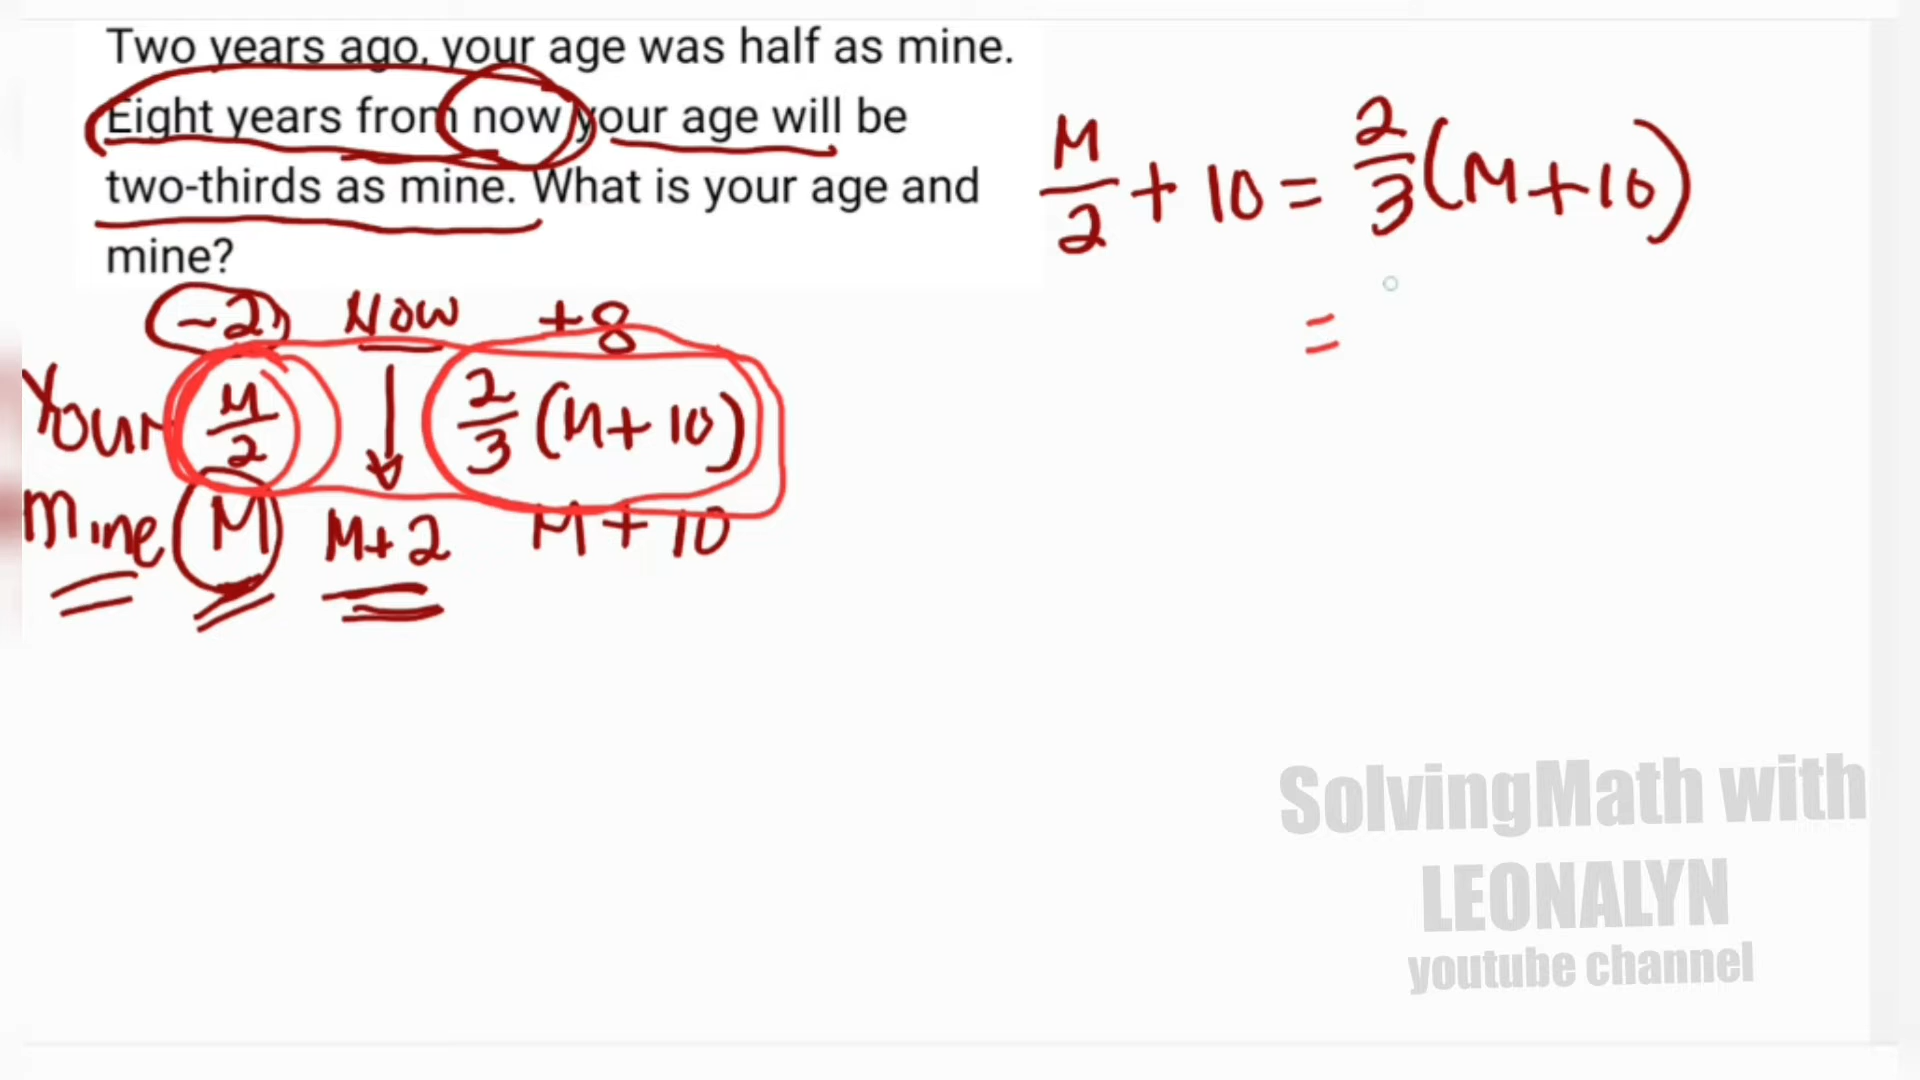 Two years ago, your age was half as mine.
Eight years from now your age will be
two-thirds as mine. What is your age and
mine?
-2 Now +8
Your M/2 2/3 (M+10)
Mine M M+2 M+10
M/2 + 10 = 2/3 (M+10)
=
SolvingMath with
LEONALYN
youtube channel